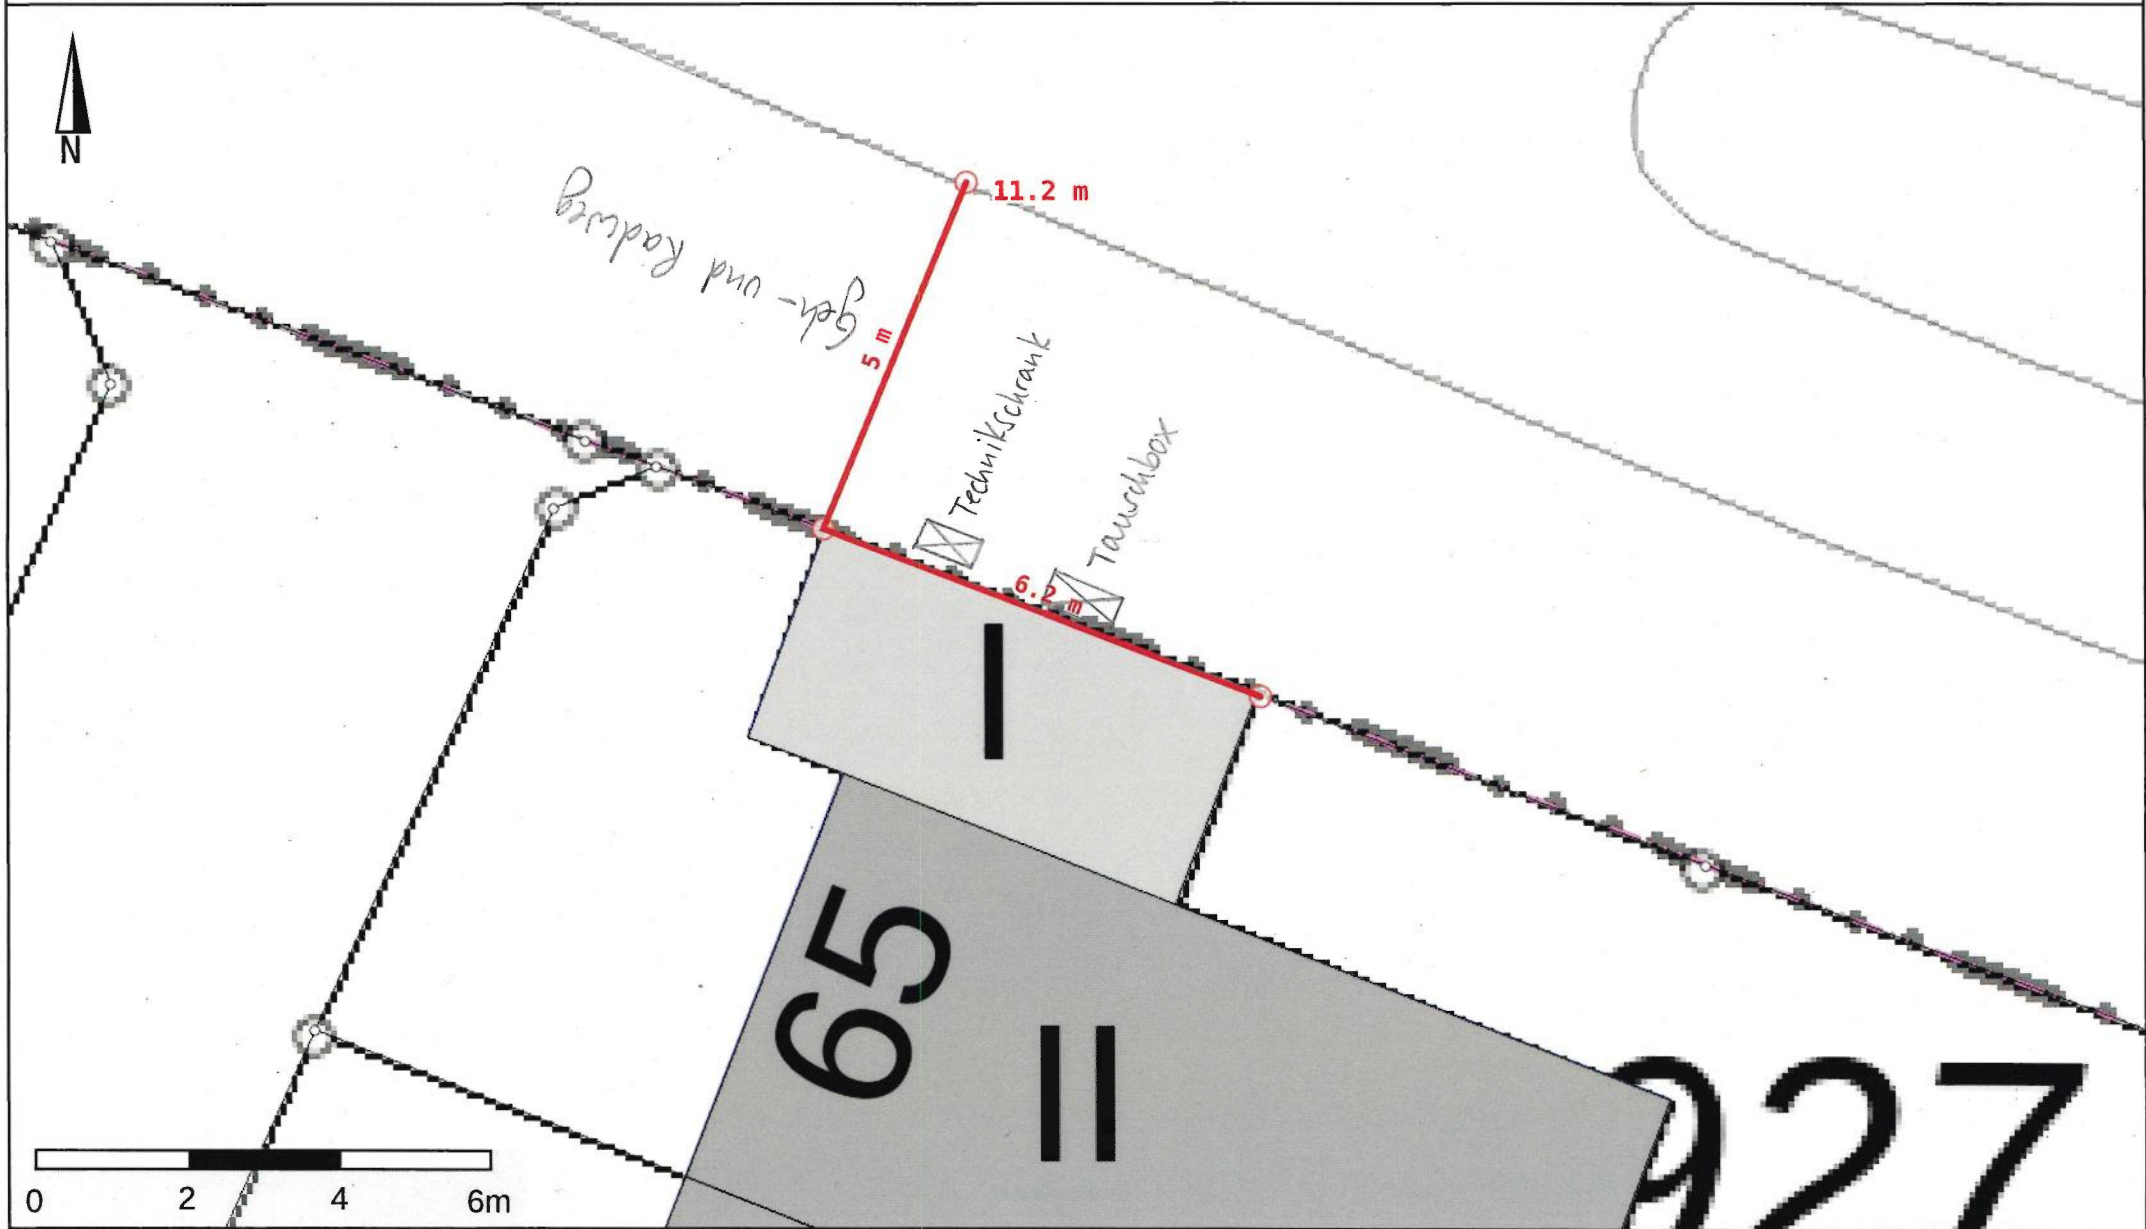 N
11.2 m
Geh- und Radweg
5 m
Technikschrank
Tauschbox
6.2 m
I
65
II
927
0 2 4 6m